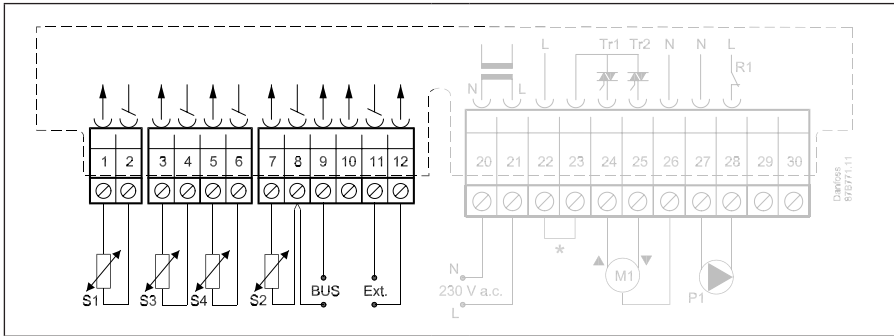 L Tr1 Tr2 N N L
R1
N L
1 2 3 4 5 6 7 8 9 10 11 12 20 21 22 23 24 25 26 27 28 29 30
Danfoss
87B771.11
S1 S3 S4 S2 BUS Ext.
N
230 V a.c.
L
*
M1
P1